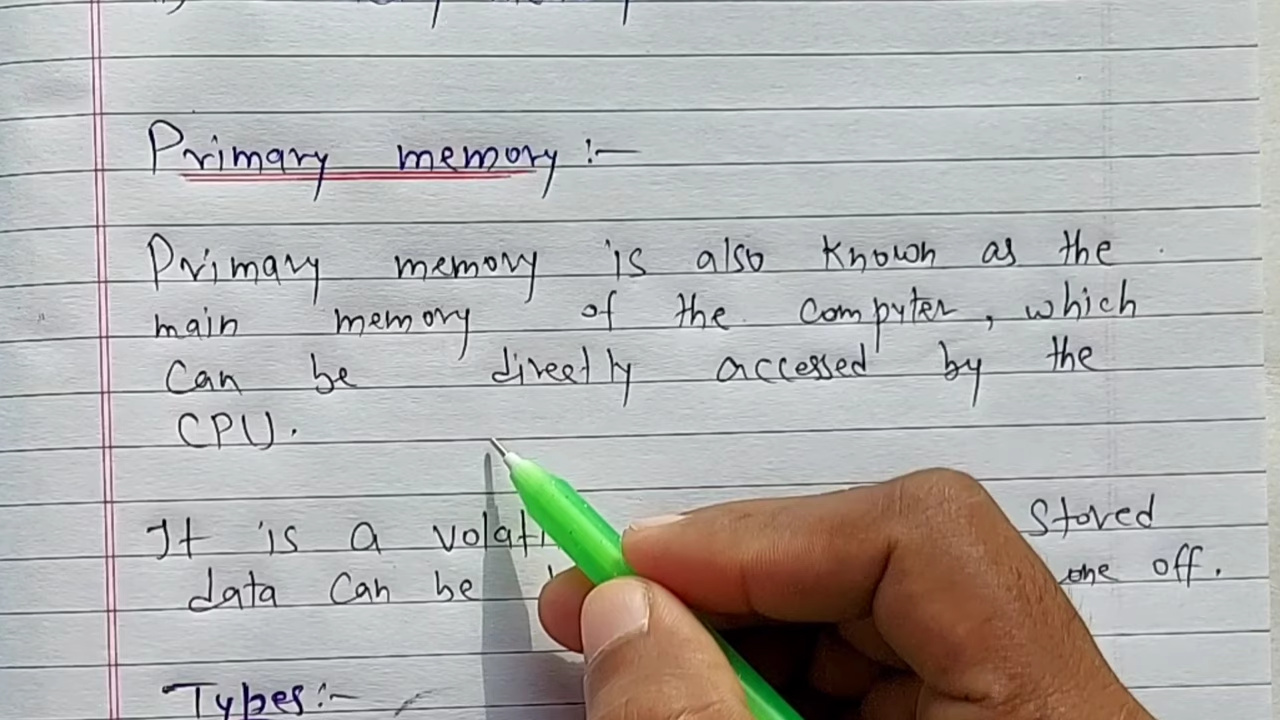 Primary memory :-
Primary memory is also known as the
main memory of the computer, which
can be directly accessed by the
CPU.
It is a Stored
data can be off.
Types:-